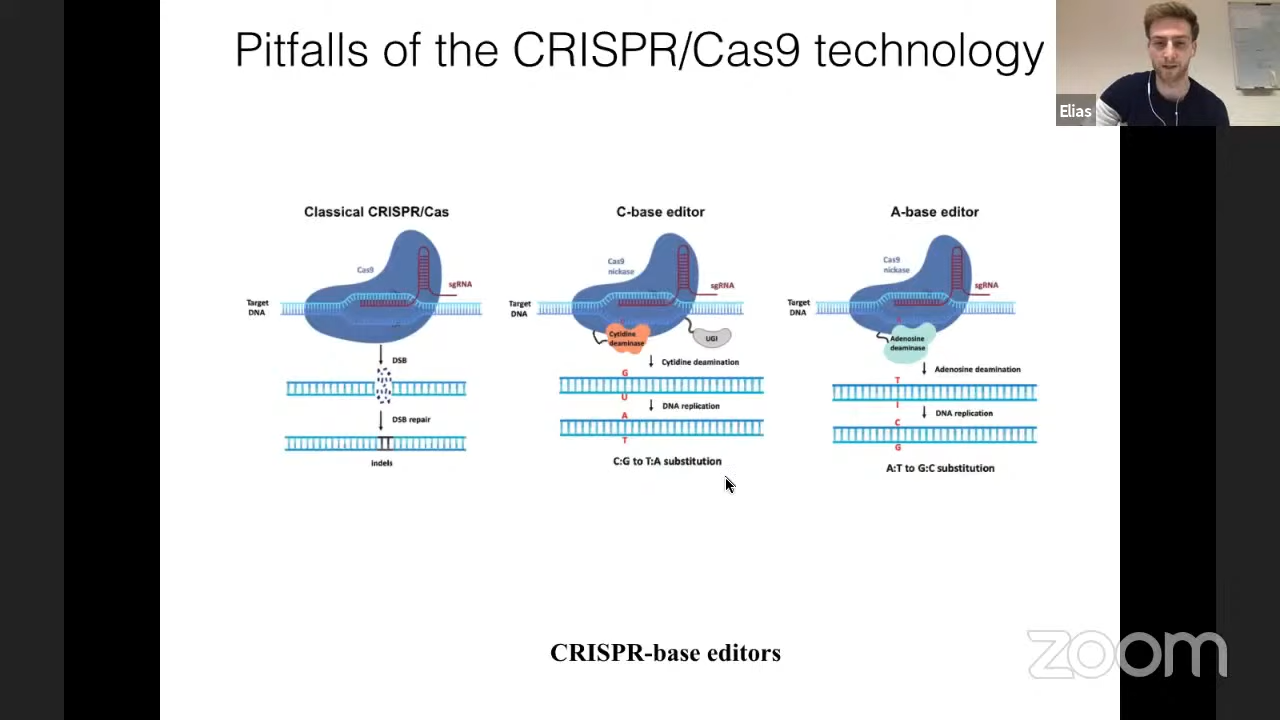 Pitfalls of the CRISPR/Cas9 technology
Elias
Classical CRISPR/Cas
Cas9
sgRNA
Target
DNA
DSB
DSB repair
Indels
C-base editor
Cas9
nickase
sgRNA
Target
DNA
Cytidine
deaminase
UGI
Cytidine deamination
G
U
DNA replication
A
T
C:G to T:A substitution
A-base editor
Cas9
nickase
sgRNA
Target
DNA
Adenosine
deaminase
Adenosine deamination
T
I
DNA replication
C
G
A:T to G:C substitution
CRISPR-base editors
zoom